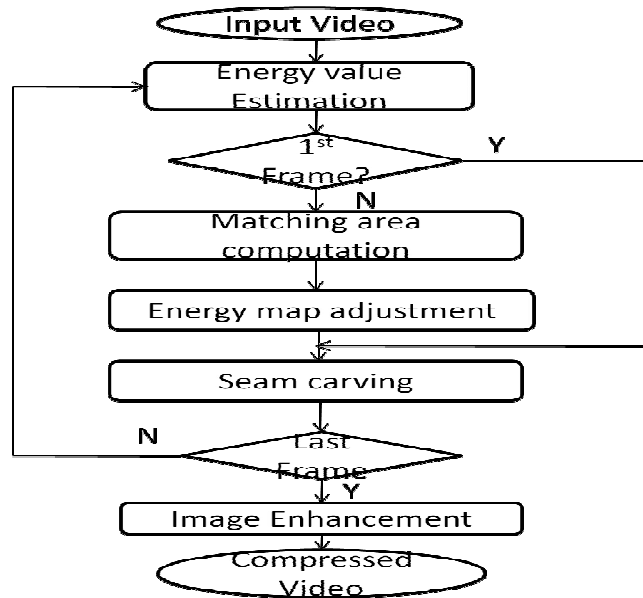 Input Video
Energy value
Estimation
1st
Frame?
Y
N
Matching area
computation
Energy map adjustment
Seam carving
N
Last
Frame
Y
Image Enhancement
Compressed
Video